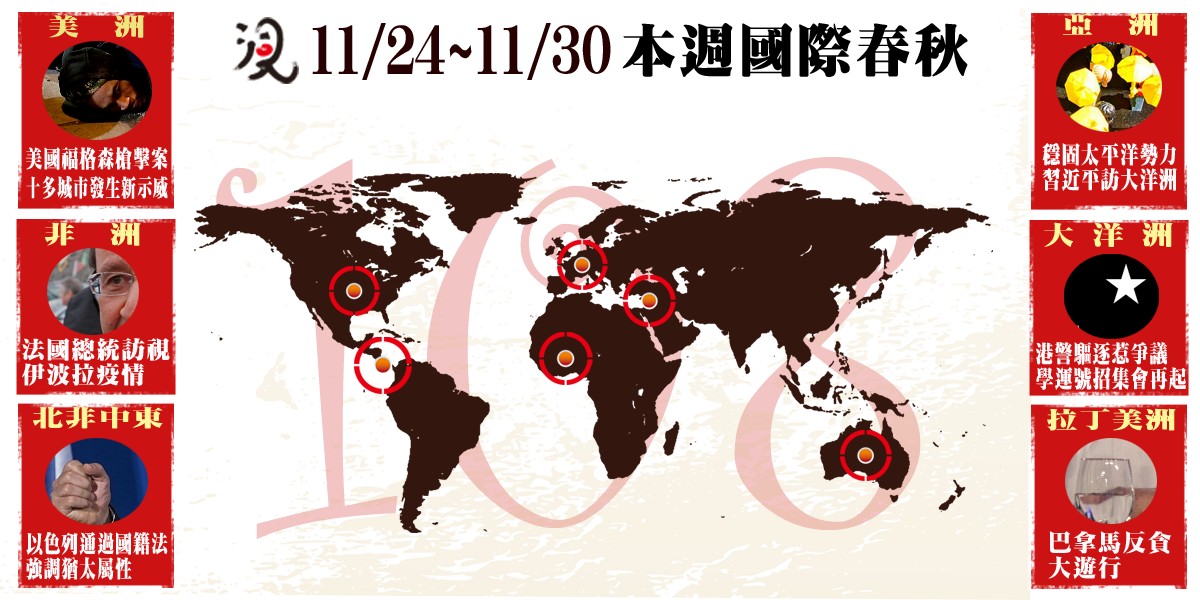 11/24~11/30 本週國際春秋
108
美洲
美國福格森槍擊案
十多城市發生新示威
非洲
法國總統訪視
伊波拉疫情
北非中東
以色列通過國籍法
強調猶太屬性
亞洲
穩固太平洋勢力
習近平訪大洋洲
大洋洲
港警驅逐惹爭議
學運號招集會再起
拉丁美洲
巴拿馬反貪
大遊行